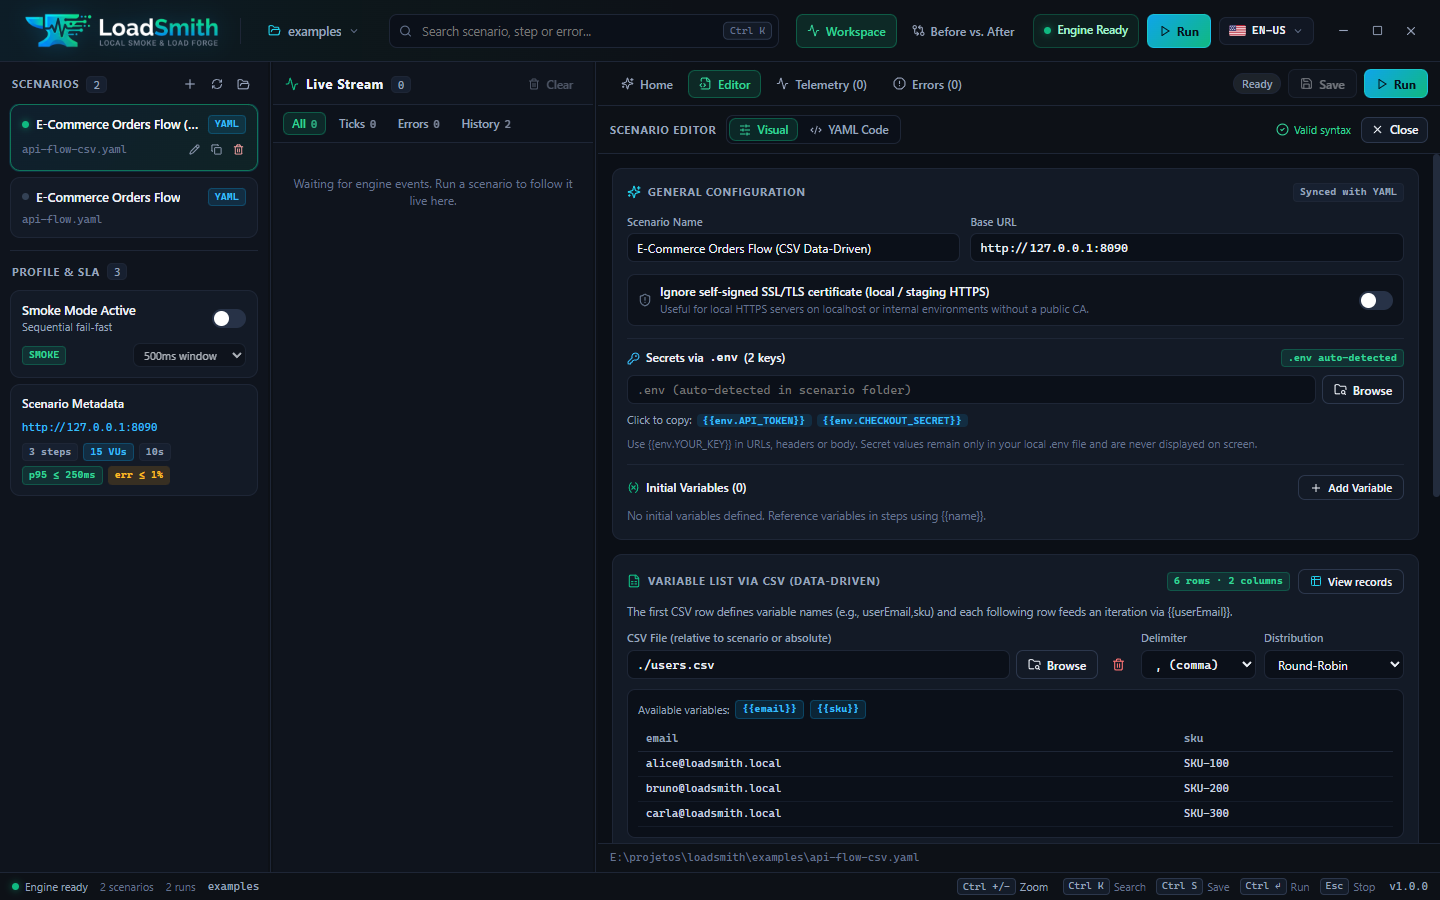 LoadSmith
LOCAL SMOKE & LOAD FORGE
examples
Search scenario, step or error...
Ctrl K
Workspace
Before vs. After
Engine Ready
Run
EN-US
SCENARIOS 2
E-Commerce Orders Flow (...
YAML
api-flow-csv.yaml
E-Commerce Orders Flow
YAML
api-flow.yaml
PROFILE & SLA 3
Smoke Mode Active
Sequential fail-fast
SMOKE
500ms window
Scenario Metadata
http://127.0.0.1:8090
3 steps 15 VUs 10s
p95 ≤ 250ms err ≤ 1%
Live Stream 0
Clear
All 0 Ticks 0 Errors 0 History 2
Waiting for engine events. Run a scenario to follow it
live here.
Home
Editor
Telemetry (0)
Errors (0)
Ready
Save
Run
SCENARIO EDITOR
Visual
YAML Code
Valid syntax
Close
GENERAL CONFIGURATION
Synced with YAML
Scenario Name
Base URL
E-Commerce Orders Flow (CSV Data-Driven)
http://127.0.0.1:8090
Ignore self-signed SSL/TLS certificate (local / staging HTTPS)
Useful for local HTTPS servers on localhost or internal environments without a public CA.
Secrets via .env (2 keys)
.env auto-detected
.env (auto-detected in scenario folder)
Browse
Click to copy: {{env.API_TOKEN}} {{env.CHECKOUT_SECRET}}
Use {{env.YOUR_KEY}} in URLs, headers or body. Secret values remain only in your local .env file and are never displayed on screen.
Initial Variables (0)
Add Variable
No initial variables defined. Reference variables in steps using {{name}}.
VARIABLE LIST VIA CSV (DATA-DRIVEN)
6 rows · 2 columns
View records
The first CSV row defines variable names (e.g., userEmail,sku) and each following row feeds an iteration via {{userEmail}}.
CSV File (relative to scenario or absolute)
Delimiter
Distribution
./users.csv
Browse
, (comma)
Round-Robin
Available variables: {{email}} {{sku}}
email sku
alice@loadsmith.local SKU-100
bruno@loadsmith.local SKU-200
carla@loadsmith.local SKU-300
E:\projetos\loadsmith\examples\api-flow-csv.yaml
Engine ready 2 scenarios 2 runs examples
Ctrl +/- Zoom Ctrl K Search Ctrl S Save Ctrl ↵ Run Esc Stop v1.0.0